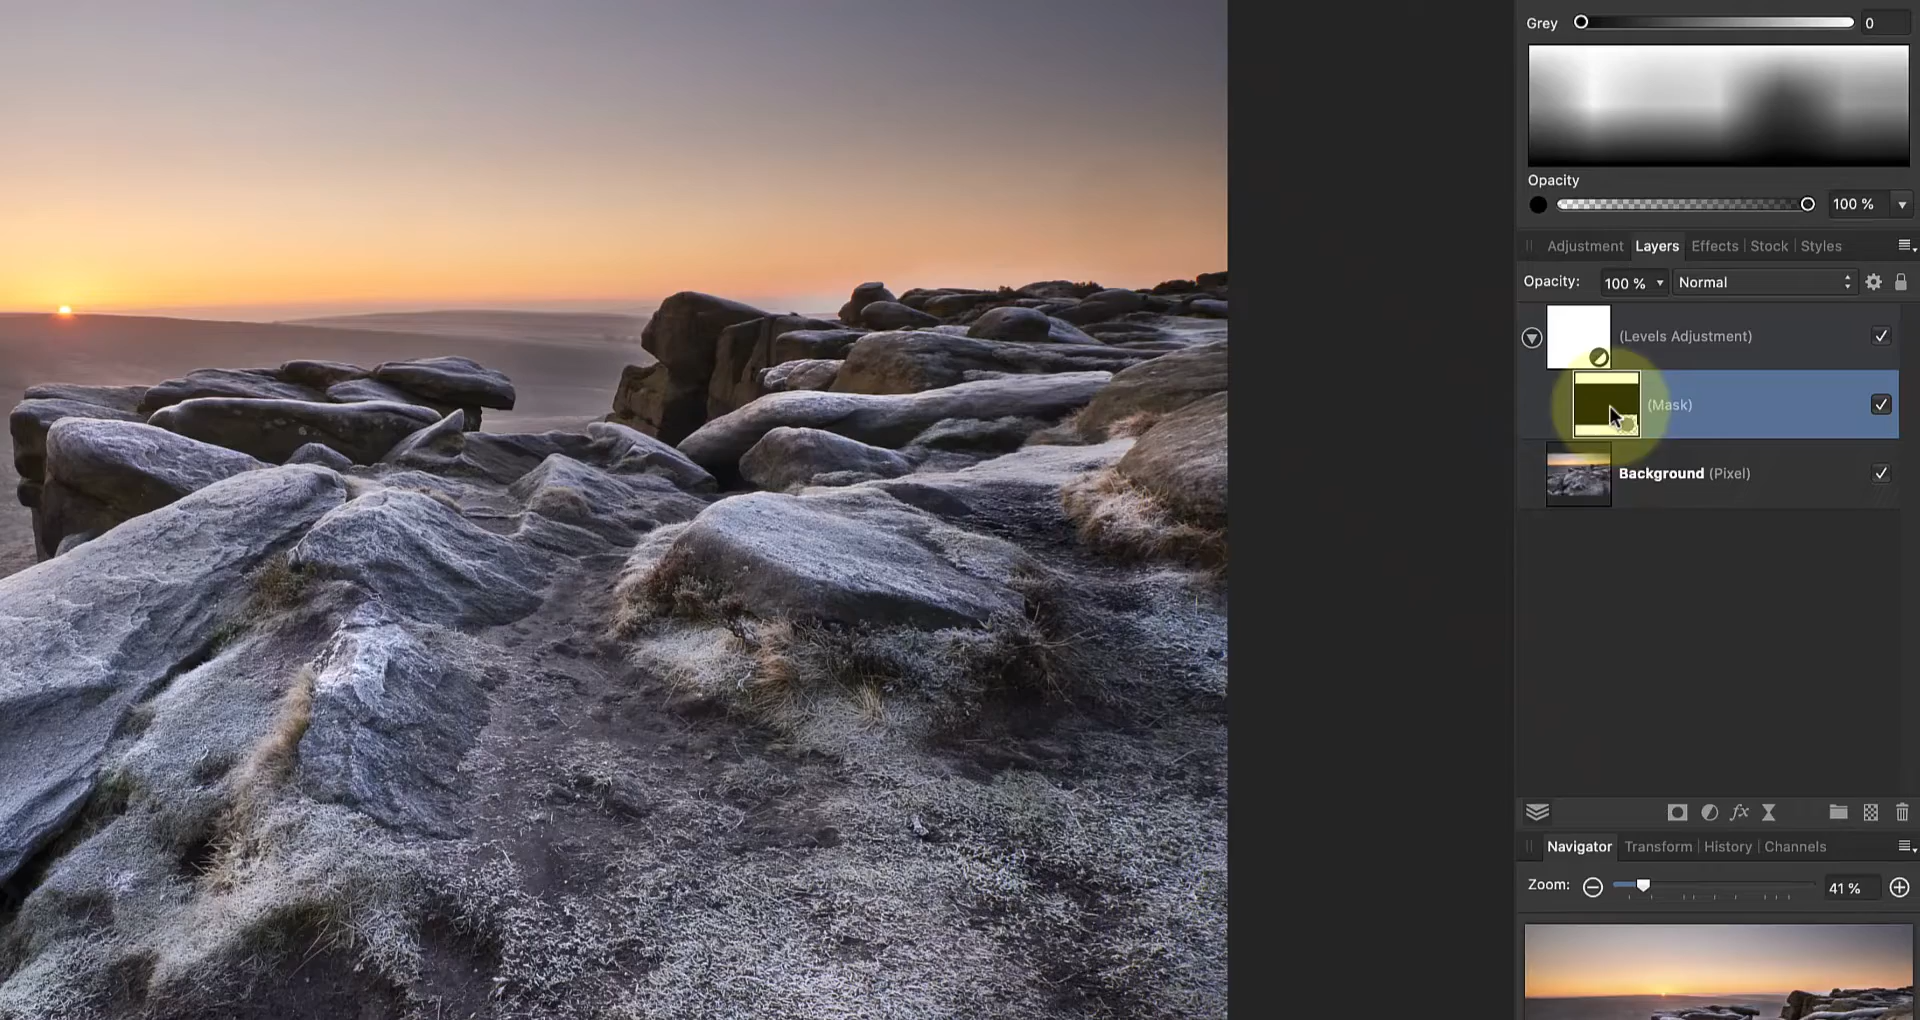 Grey 0
Opacity
100 %
Adjustment Layers Effects Stock Styles
Opacity: 100 % Normal
(Levels Adjustment)
(Mask)
Background (Pixel)
fx
Navigator Transform History Channels
Zoom: 41 %